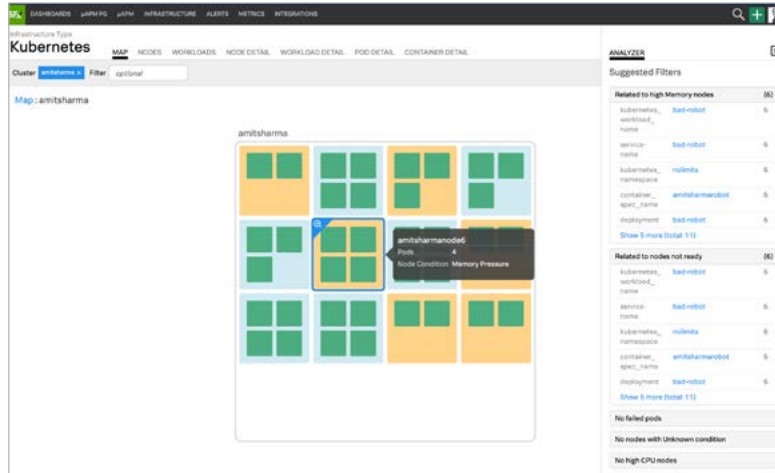 SFx DASHBOARDS µAPM PG µAPM INFRASTRUCTURE ALERTS METRICS INTEGRATIONS
Infrastructure Type
Kubernetes MAP NODES WORKLOADS NODE DETAIL WORKLOAD DETAIL POD DETAIL CONTAINER DETAIL
Cluster amitsharma x Filter optional
Map : amitsharma
amitsharma
amitsharmanode6
Pods 4
Node Condition Memory Pressure
ANALYZER
Suggested Filters
Related to high Memory nodes (6)
kubernetes_ bad-robot 6
workload_
name
service- bad-robot 6
name
kubernetes_ nolimits 6
namespace
container_ amitsharmarobot 6
spec_name
deployment bad-robot 6
Show 5 more (total: 11)
Related to nodes not ready (6)
kubernetes_ bad-robot 6
workload_
name
service- bad-robot 6
name
kubernetes_ nolimits 6
namespace
container_ amitsharmarobot 6
spec_name
deployment bad-robot 6
Show 5 more (total: 11)
No failed pods
No nodes with Unknown condition
No high CPU nodes